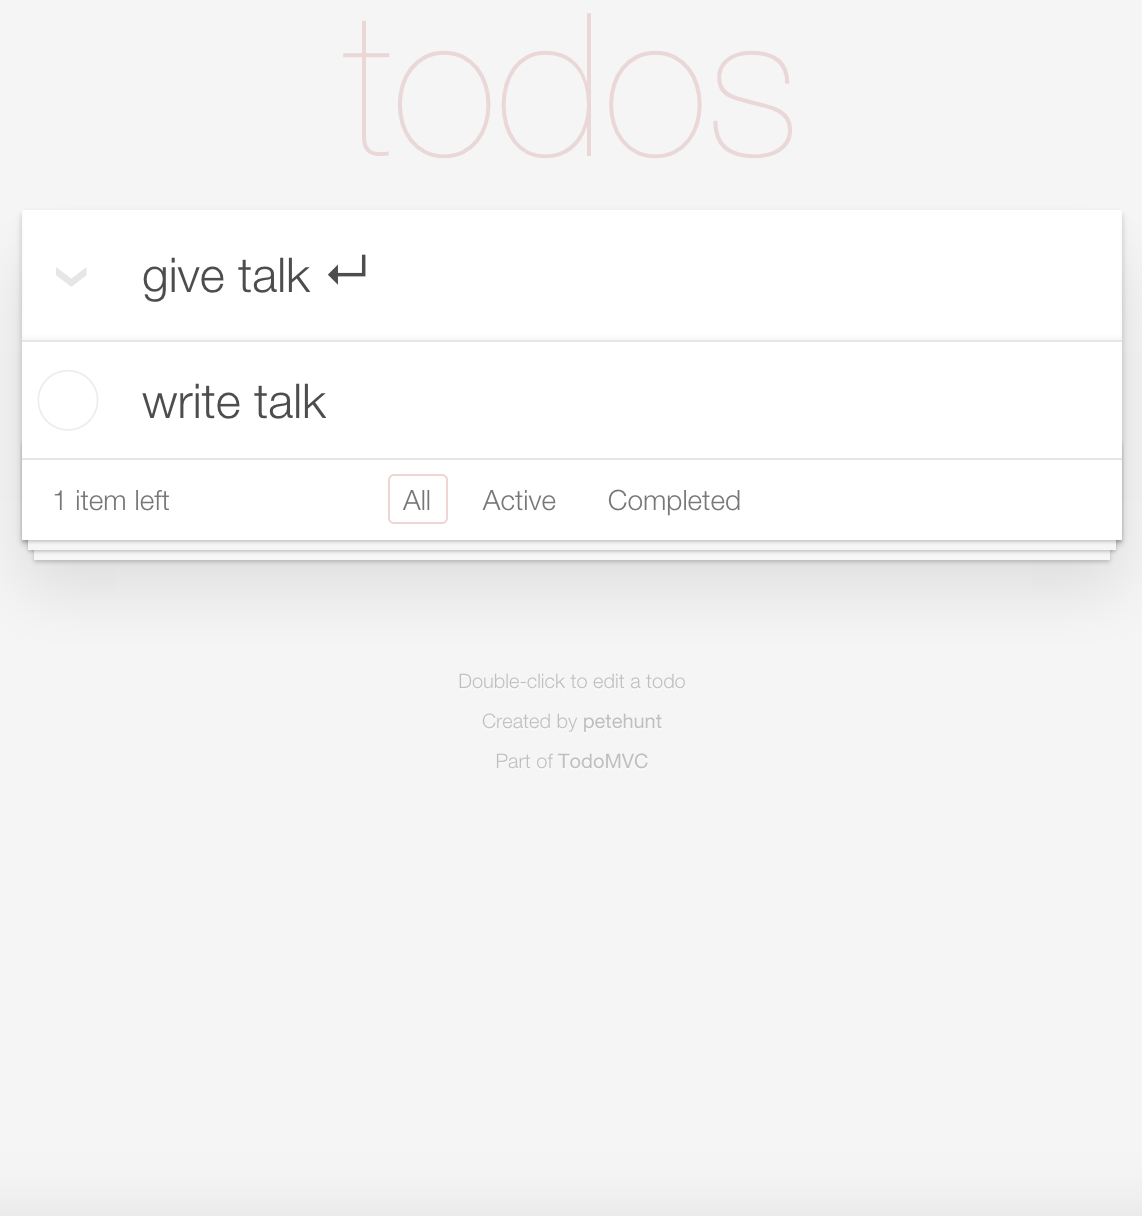 todos
give talk ↵
write talk
1 item left All Active Completed
Double-click to edit a todo
Created by petehunt
Part of TodoMVC